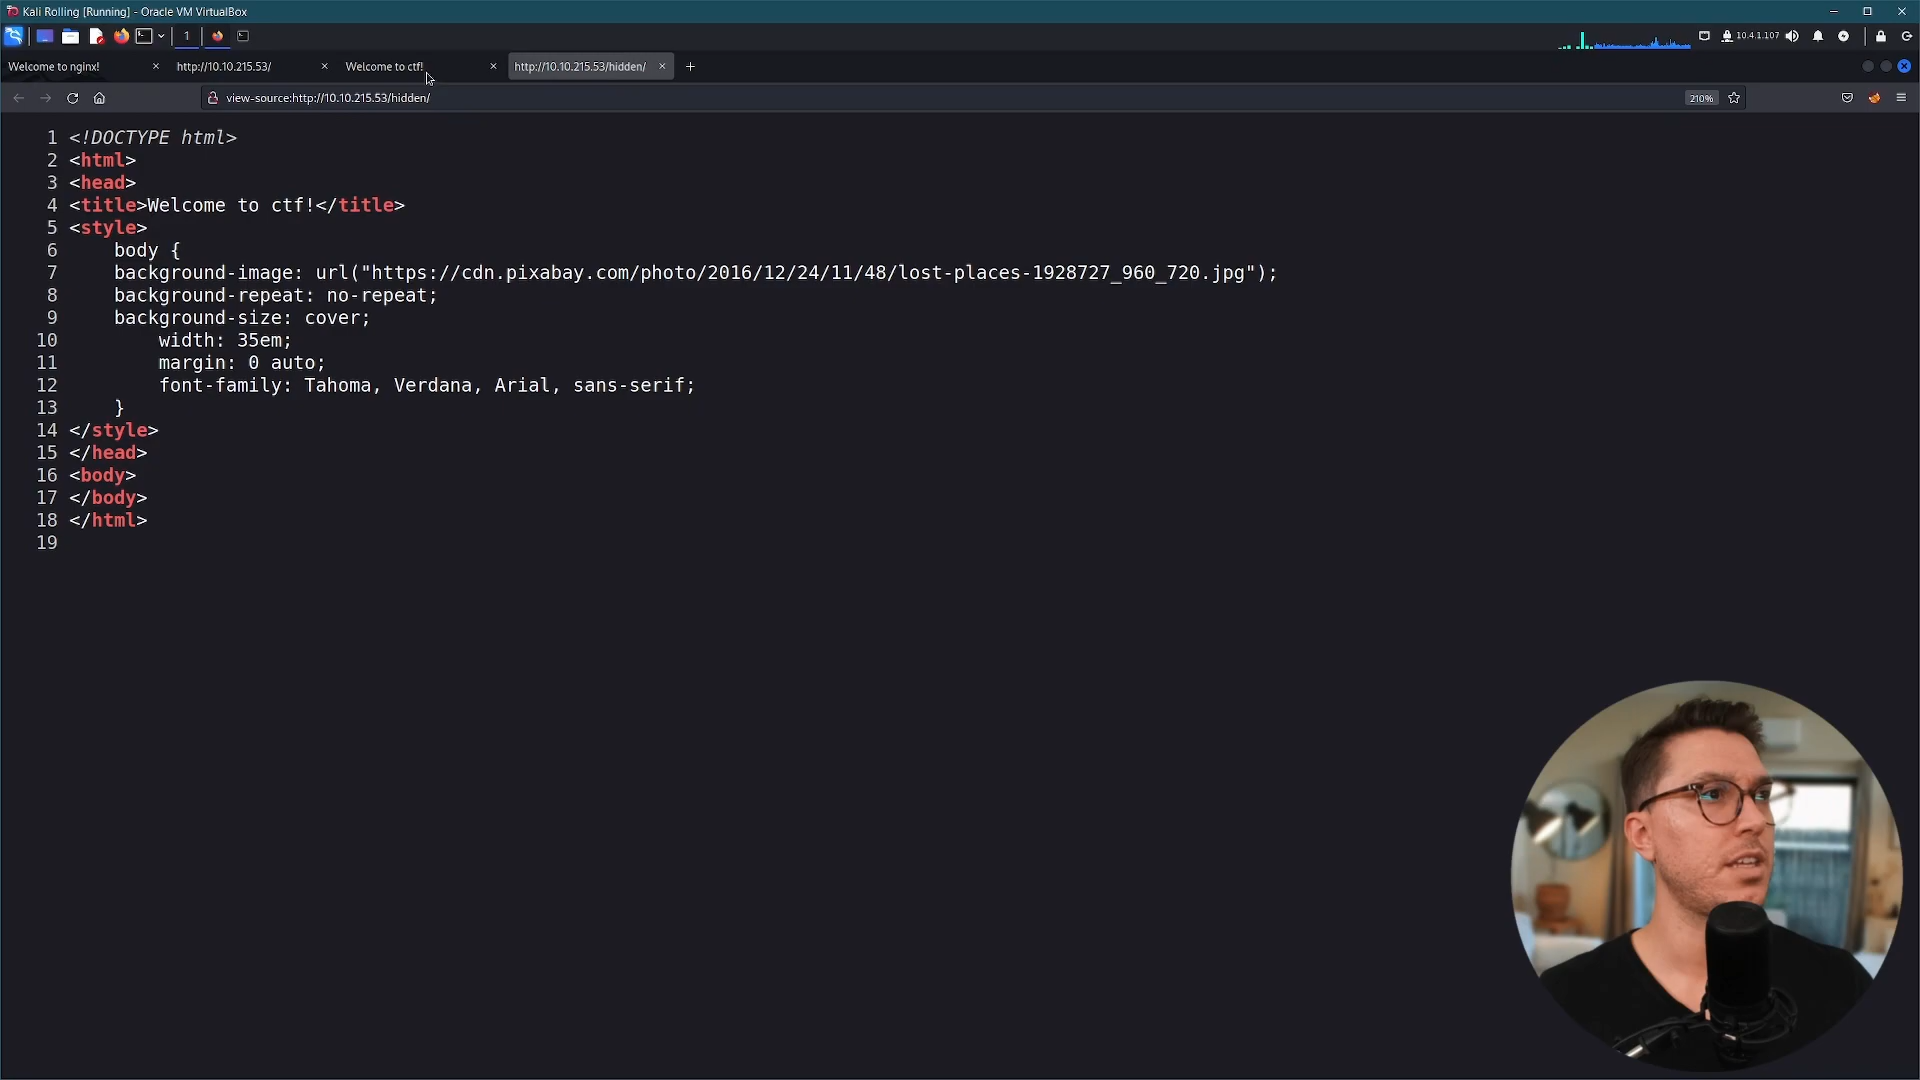 Kali Rolling [Running] - Oracle VM VirtualBox
1
10.4.1.107
Welcome to nginx!
http://10.10.215.53/
Welcome to ctf!
http://10.10.215.53/hidden/
view-source:http://10.10.215.53/hidden/
210%
1 <!DOCTYPE html>
2 <html>
3 <head>
4 <title>Welcome to ctf!</title>
5 <style>
6 body {
7 background-image: url("https://cdn.pixabay.com/photo/2016/12/24/11/48/lost-places-1928727_960_720.jpg");
8 background-repeat: no-repeat;
9 background-size: cover;
10 width: 35em;
11 margin: 0 auto;
12 font-family: Tahoma, Verdana, Arial, sans-serif;
13 }
14 </style>
15 </head>
16 <body>
17 </body>
18 </html>
19